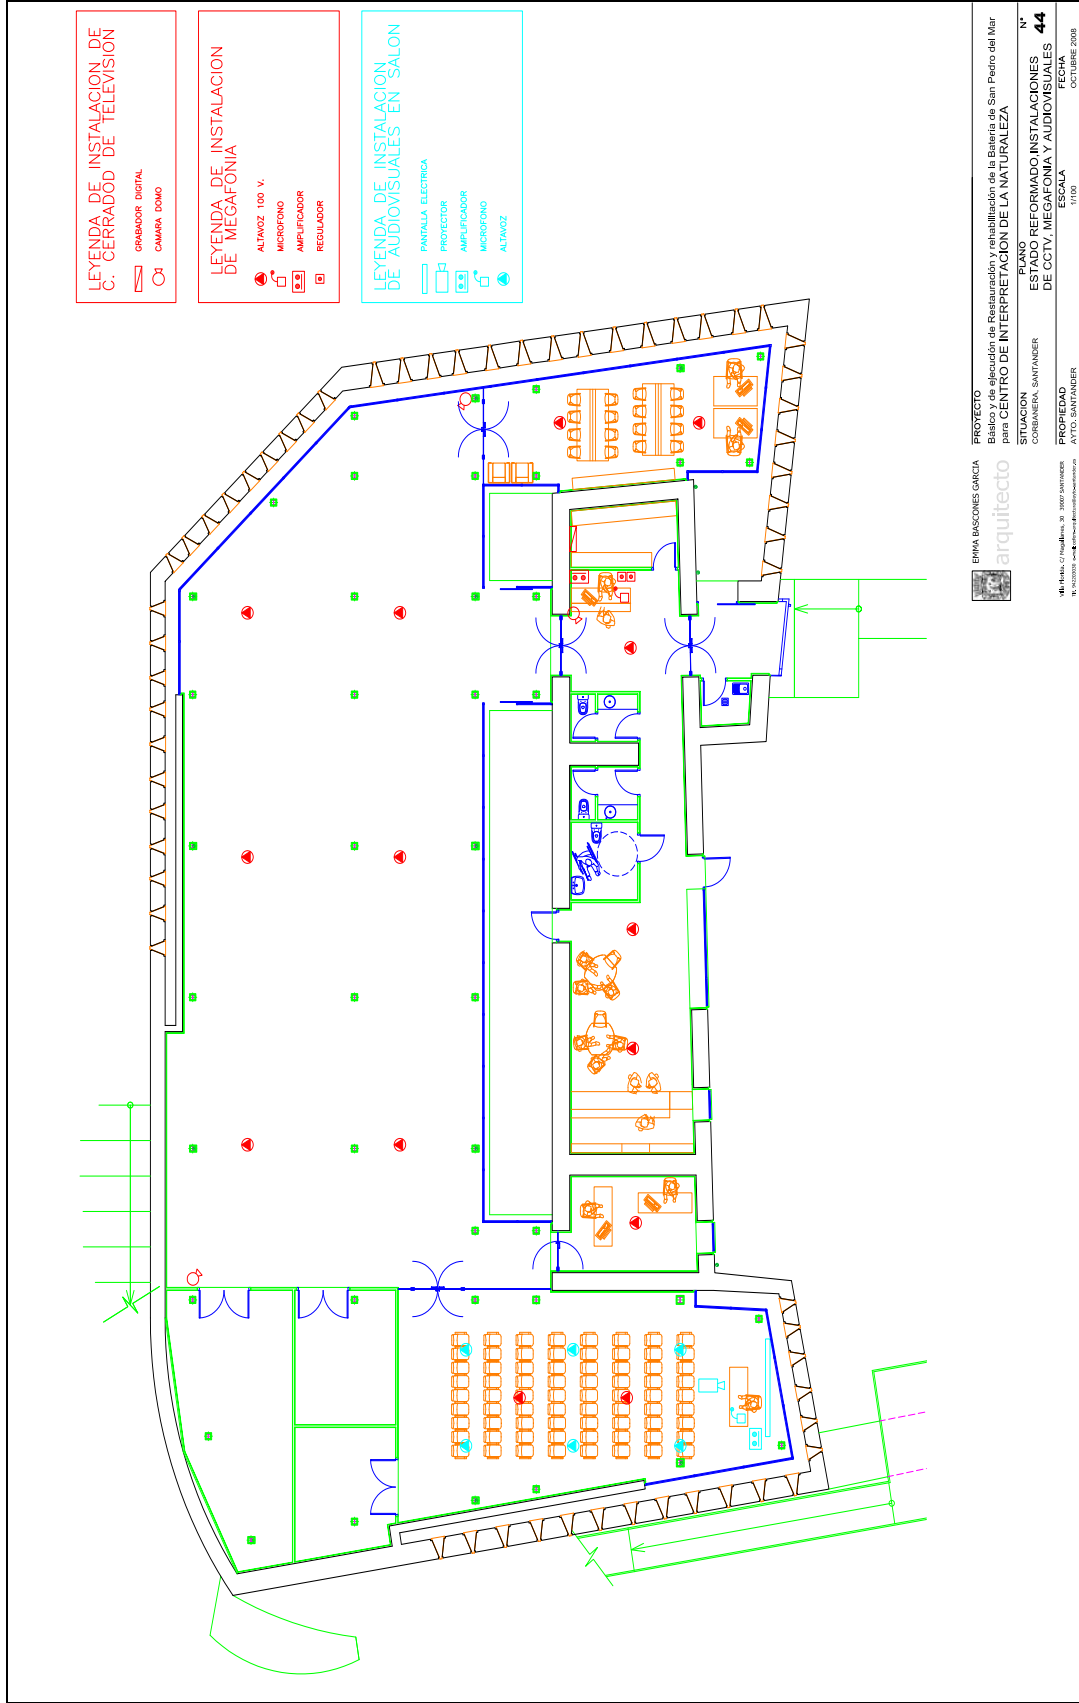 LEYENDA DE INSTALACION DE
C. CERRADOD DE TELEVISION
GRABADOR DIGITAL
CAMARA DOMO
LEYENDA DE INSTALACION
DE MEGAFONIA
ALTAVOZ 100 V.
MICROFONO
AMPLIFICADOR
REGULADOR
LEYENDA DE INSTALACION
DE AUDIOVISUALES EN SALON
PANTALLA ELECTRICA
PROYECTOR
AMPLIFICADOR
MICROFONO
ALTAVOZ
EMMA BASCONES GARCIA
arquitecto
PROYECTO
Básico y de ejecución de Restauración y rehabilitación de la Batería de San Pedro del Mar
para CENTRO DE INTERPRETACION DE LA NATURALEZA
SITUACION
CORBANERA, SANTANDER
PLANO
ESTADO REFORMADO.INSTALACIONES
DE CCTV, MEGAFONIA Y AUDIOVISUALES
Nº
44
PROPIEDAD
AYTO. SANTANDER
ESCALA
1/100
FECHA
OCTUBRE 2008